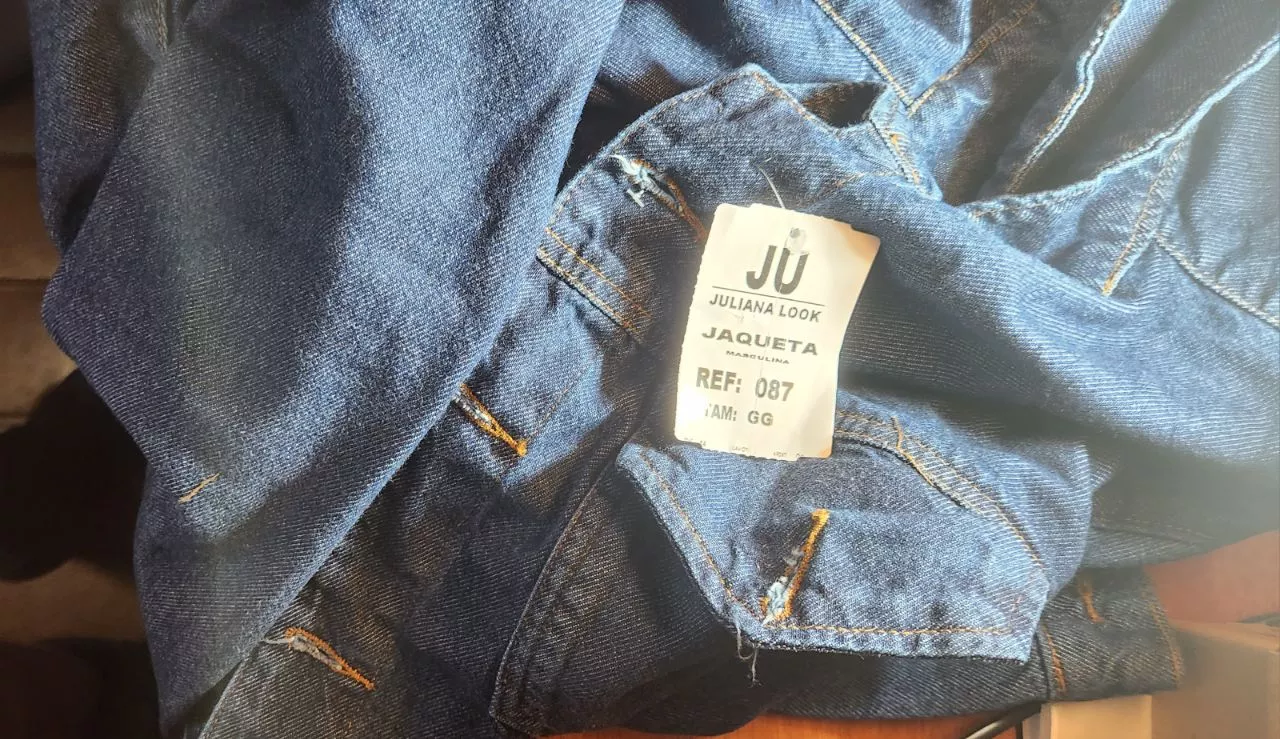 JU
JULIANA LOOK
JAQUETA
MASCULINA
REF: 087
TAM: GG